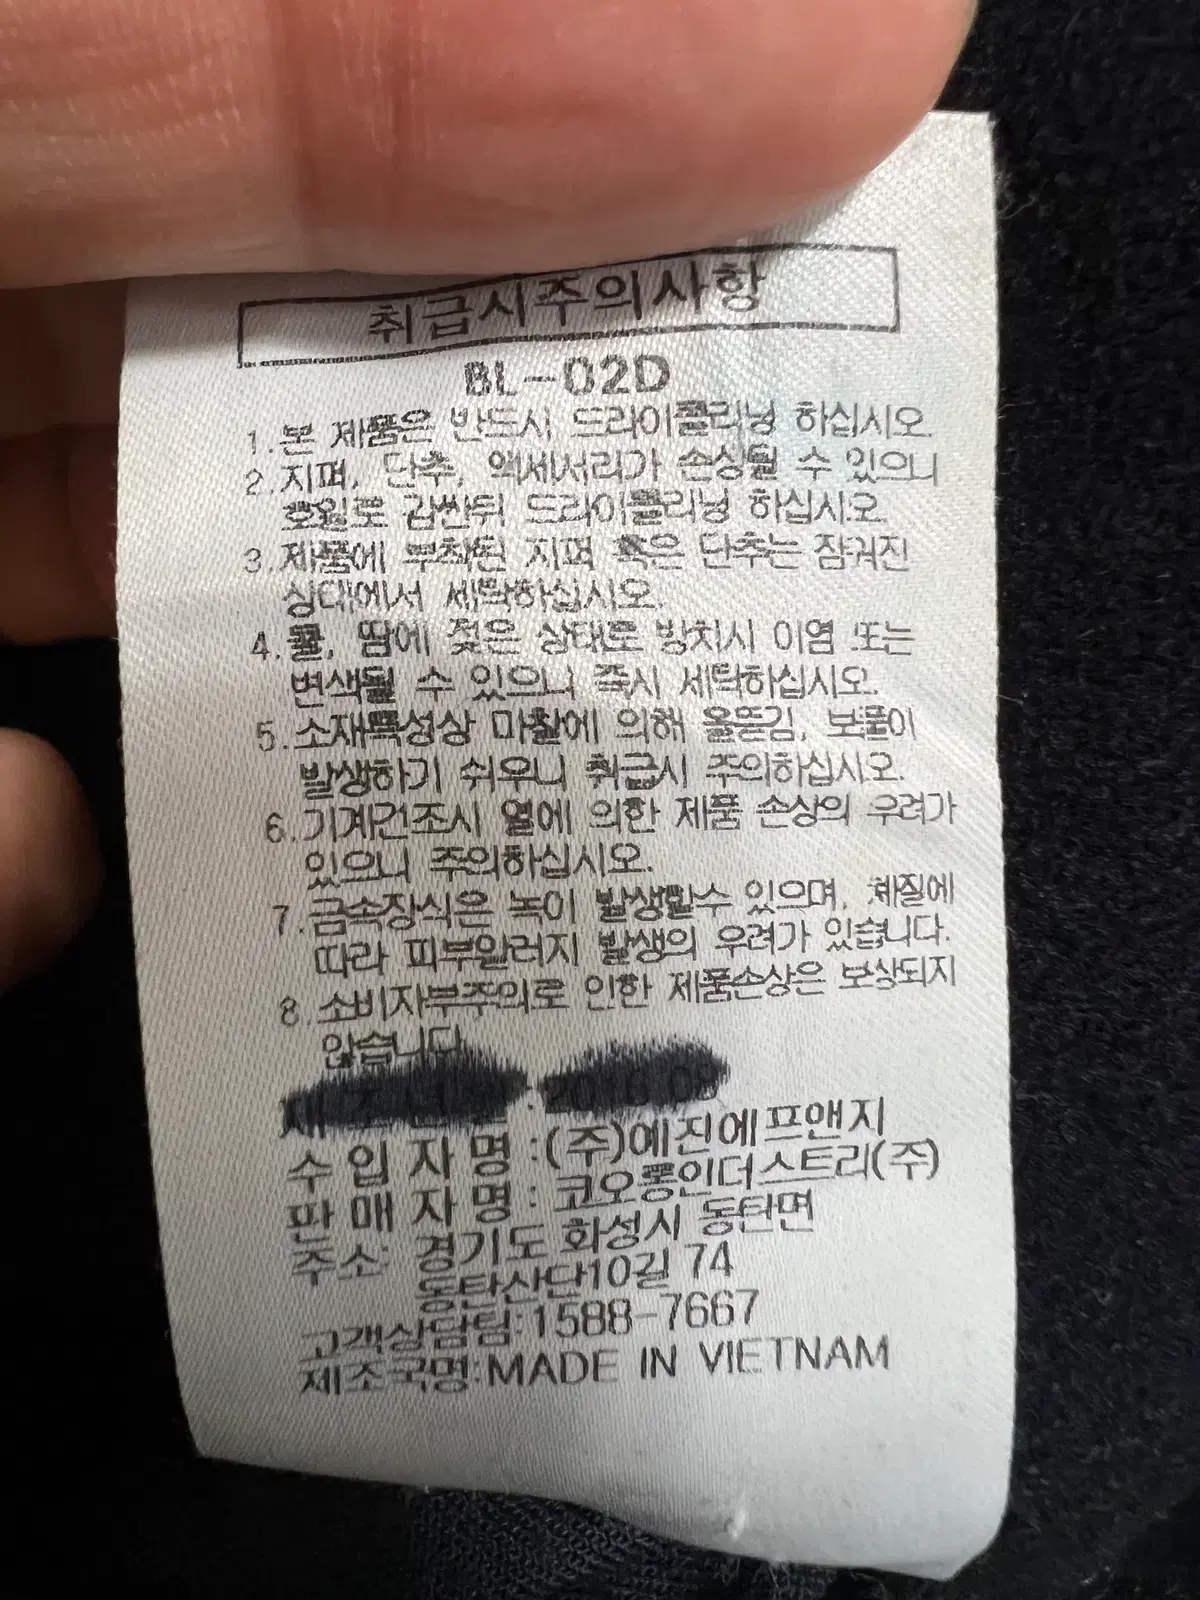 취급시주의사항
BL-02D
1.본 제품은 반드시 드라이클리닝 하십시오.
2.지퍼, 단추, 액세서리가 손상될 수 있으니
호일로 감싼뒤 드라이클리닝 하십시오.
3.제품에 부착된 지퍼 혹은 단추는 잠궈진
상태에서 세탁하십시오.
4.물, 땀에 젖은 상태로 방치시 이염 또는
변색될 수 있으니 즉시 세탁하십시오.
5.소재특성상 마찰에 의해 올뜯김, 보풀이
발생하기 쉬우니 취급시 주의하십시오.
6.기계건조시 열에 의한 제품 손상의 우려가
있으니 주의하십시오.
7.금속장식은 녹이 발생할수 있으며, 체질에
따라 피부알러지 발생의 우려가 있습니다.
8.소비자부주의로 인한 제품손상은 보상되지
않습니다.
제조년월:2016.0
수입자명:(주)에진에프앤지
판매자명:코오롱인더스트리(주)
주소: 경기도 화성시 동탄면
동탄산단10길 74
고객상담팀:1588-7667
제조국명:MADE IN VIETNAM